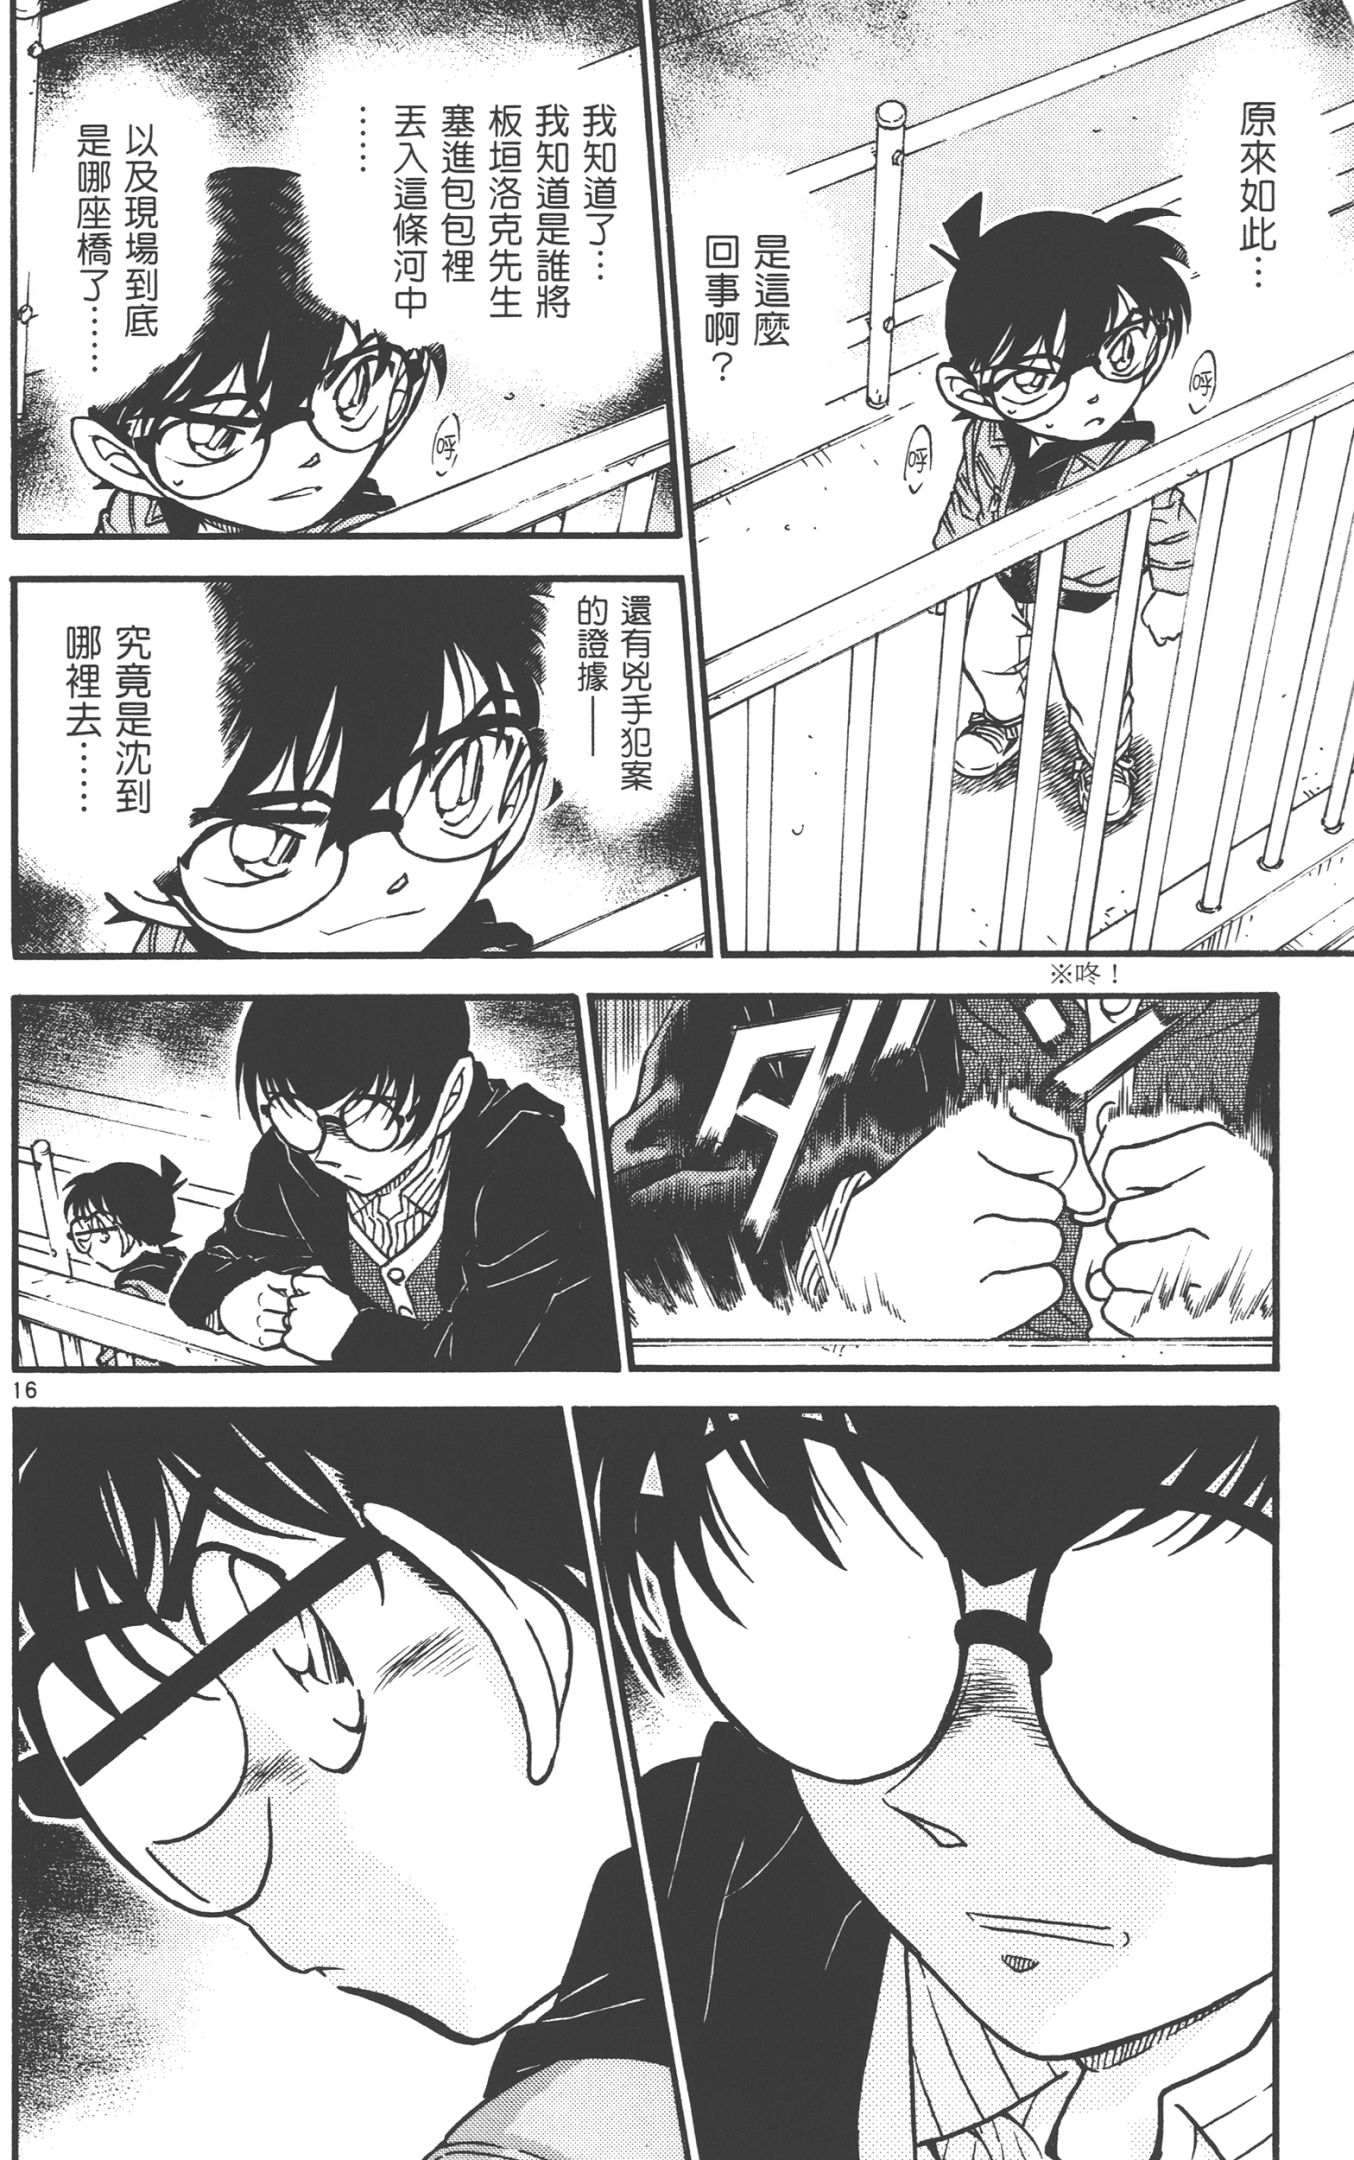 原來如此…
是這麼
回事啊？
呼
呼
我知道了…
我知道是誰將
板垣洛克先生
塞進包包裡
丟入這條河中
……
以及現場到底
是哪座橋了……
呼
還有兇手犯案
的證據——
究竟是沈到
哪裡去……
※咚！
ダン
16